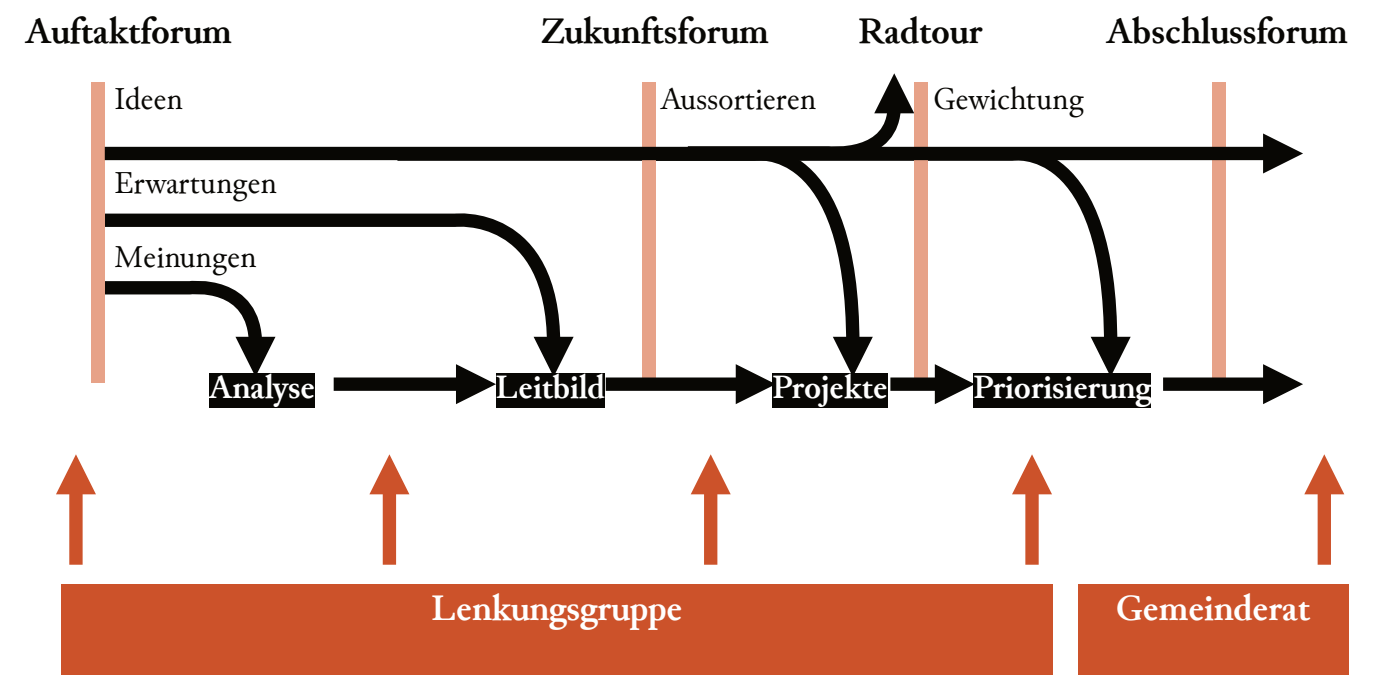 Auftaktforum
Zukunftsforum
Radtour
Abschlussforum
Ideen
Aussortieren
Gewichtung
Erwartungen
Meinungen
Analyse
Leitbild
Projekte
Priorisierung
Lenkungsgruppe
Gemeinderat